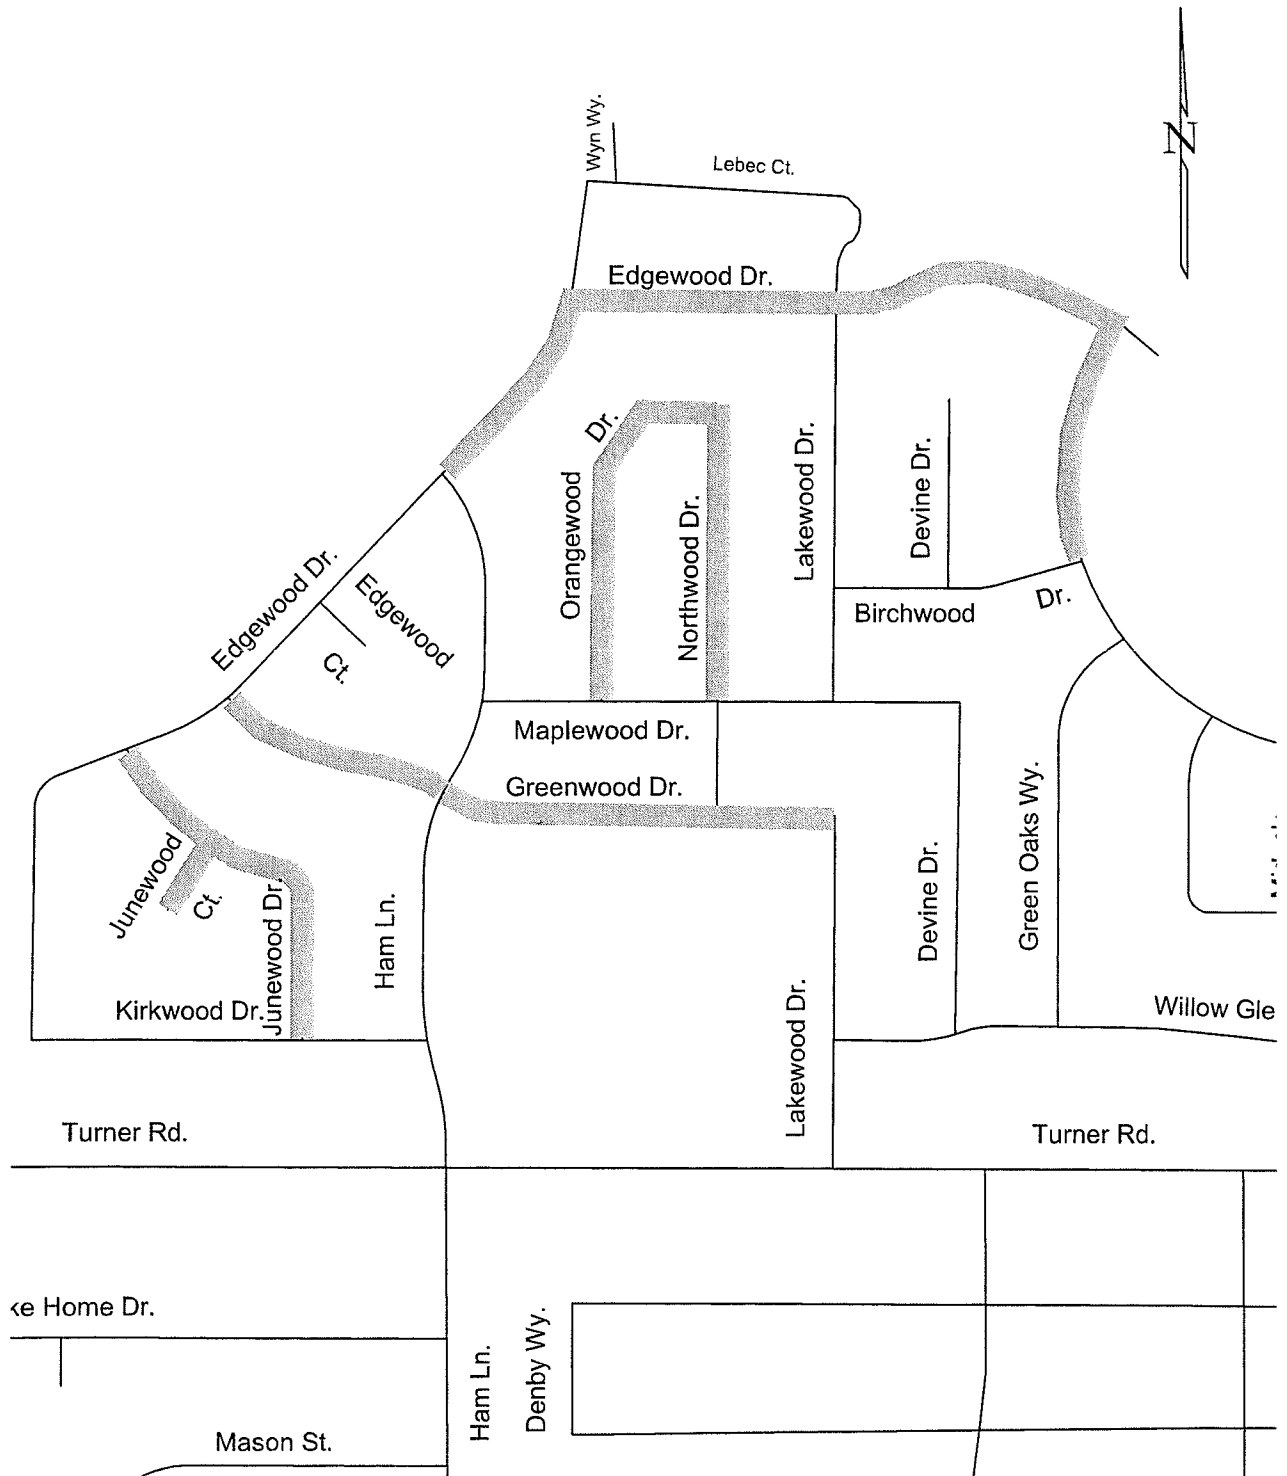 N
Wyn Wy.
Lebec Ct.
Edgewood Dr.
Orangewood
Dr.
Northwood Dr.
Lakewood Dr.
Devine Dr.
Edgewood Dr.
Edgewood
Ct.
Birchwood
Dr.
Maplewood Dr.
Greenwood Dr.
Junewood
Ct.
Junewood Dr.
Ham Ln.
Kirkwood Dr.
Devine Dr.
Green Oaks Wy.
Lakewood Dr.
Willow Gle
Turner Rd.
Turner Rd.
ke Home Dr.
Ham Ln.
Denby Wy.
Mason St.